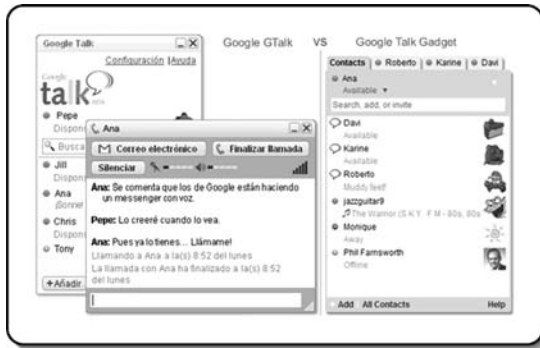 Google GTalk VS Google Talk Gadget
Google Talk
Configuración | Ayuda
Google
talk
BETA
Pepe
Dispon
Busca
Jill
Dispon
Ana
¡Sonre
Chris
Dispon
Tony
+Añadir
Ana
Correo electrónico
Finalizar llamada
Silenciar
Ana: Se comenta que los de Google están haciendo
un messenger con voz.
Pepe: Lo creeré cuando lo vea.
Ana: Pues ya lo tienes... Llámame!
Llamando a Ana a la(s) 8:52 del lunes
La llamada con Ana ha finalizado a la(s) 8:52
del lunes
Contacts Roberto Karine Davi
Ana
Available
Search, add, or invite
Davi
Available
Karine
Available
Roberto
Muddy feet!
jazzguitar9
The Warrior (S K Y . F M - 80s, 80s
Monique
Away
Phil Farnsworth
Offline
Add All Contacts Help